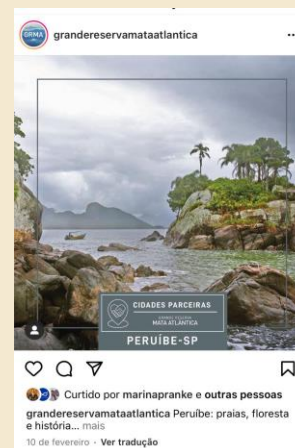 GRMA
grandereservamataatlantica
CIDADES PARCEIRAS
GRANDE RESERVA
MATA ATLÂNTICA
PERUÍBE-SP
Curtido por marinapranke e outras pessoas
grandereservamataatlantica Peruíbe: praias, floresta
e história... mais
10 de fevereiro · Ver tradução